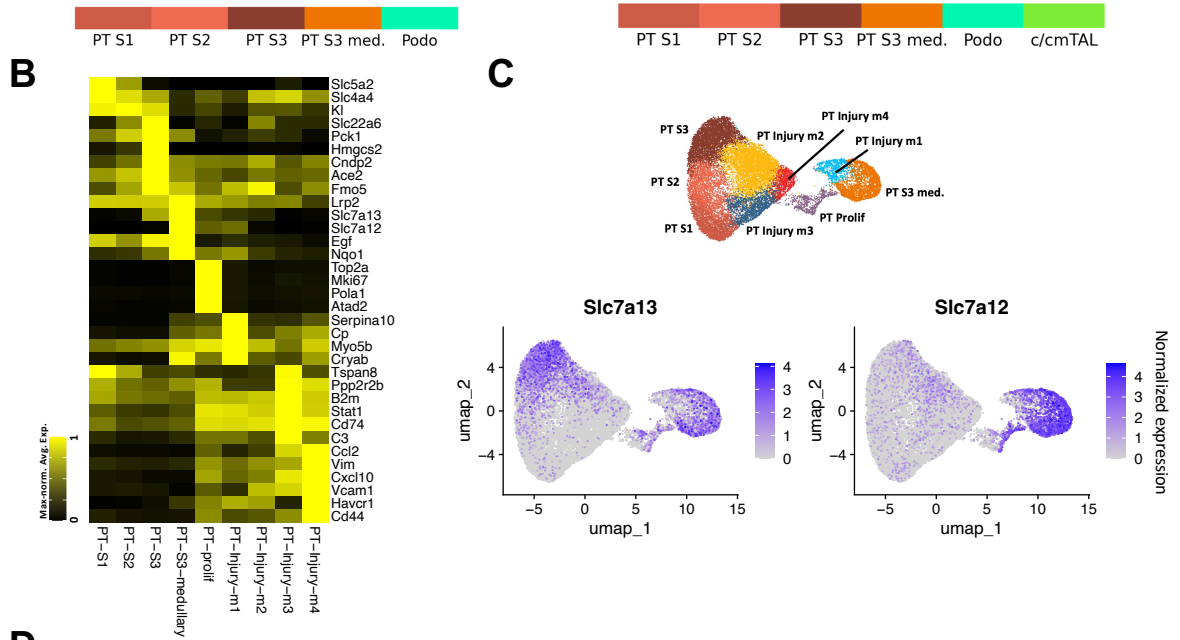 PT S1 PT S2 PT S3 PT S3 med. Podo
PT S1 PT S2 PT S3 PT S3 med. Podo c/cmTAL
B
Slc5a2
Slc4a4
Kl
Slc22a6
Pck1
Hmgcs2
Cndp2
Ace2
Fmo5
Lrp2
Slc7a13
Slc7a12
Egf
Nqo1
Top2a
Mki67
Pola1
Atad2
Serpina10
Cp
Myo5b
Cryab
Tspan8
Ppp2r2b
B2m
Stat1
Cd74
C3
Ccl2
Vim
Cxcl10
Vcam1
Havcr1
Cd44
Max-norm. Avg. Exp.
1
0
PT-S1
PT-S2
PT-S3
PT-S3-medullary
PT-prolif
PT-Injury-m1
PT-Injury-m2
PT-Injury-m3
PT-Injury-m4
C
PT Injury m4
PT S3
PT Injury m2
PT Injury m1
PT S2
PT S3 med.
PT Prolif
PT S1
PT Injury m3
Slc7a13
umap_2
4
0
−4
−5 0 5 10 15
umap_1
4
3
2
1
0
Slc7a12
umap_2
4
0
−4
−5 0 5 10 15
umap_1
4
3
2
1
0
Normalized expression